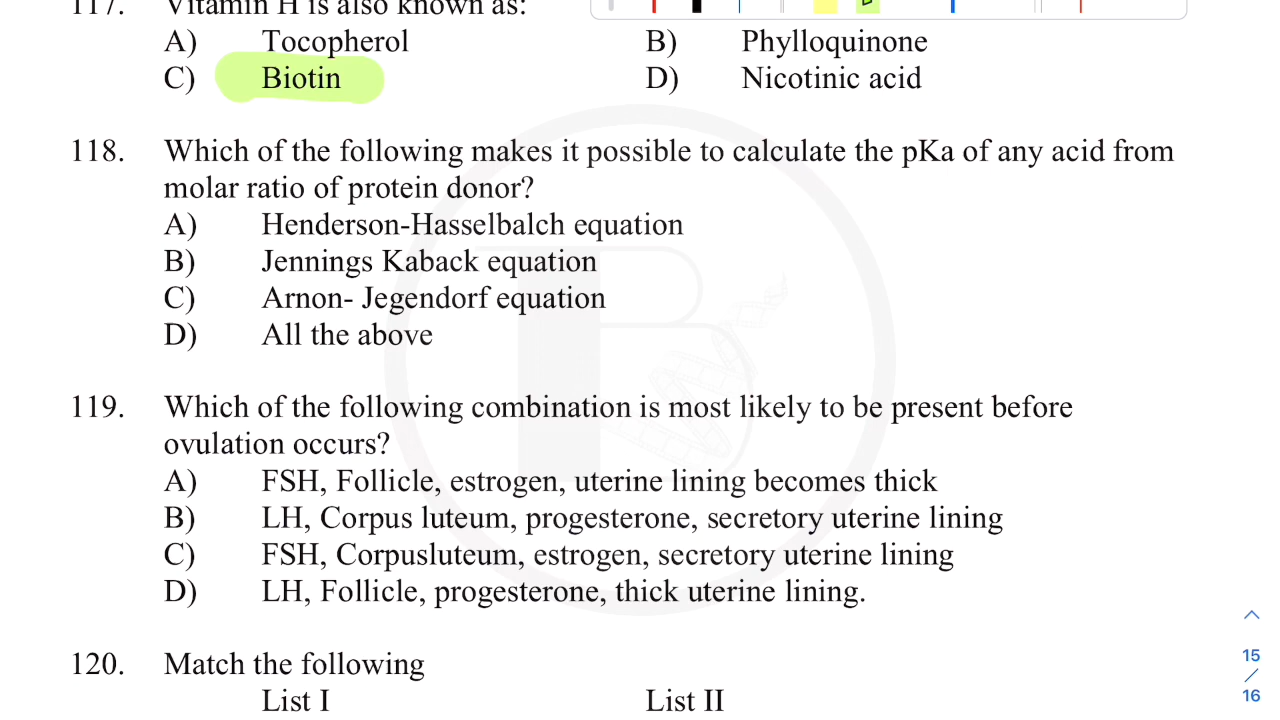 117. Vitamin H is also known as:
A) Tocopherol B) Phylloquinone
C) Biotin D) Nicotinic acid
118. Which of the following makes it possible to calculate the pKa of any acid from
molar ratio of protein donor?
A) Henderson-Hasselbalch equation
B) Jennings Kaback equation
C) Arnon- Jegendorf equation
D) All the above
119. Which of the following combination is most likely to be present before
ovulation occurs?
A) FSH, Follicle, estrogen, uterine lining becomes thick
B) LH, Corpus luteum, progesterone, secretory uterine lining
C) FSH, Corpusluteum, estrogen, secretory uterine lining
D) LH, Follicle, progesterone, thick uterine lining.
120. Match the following
List I List II
15
/
16